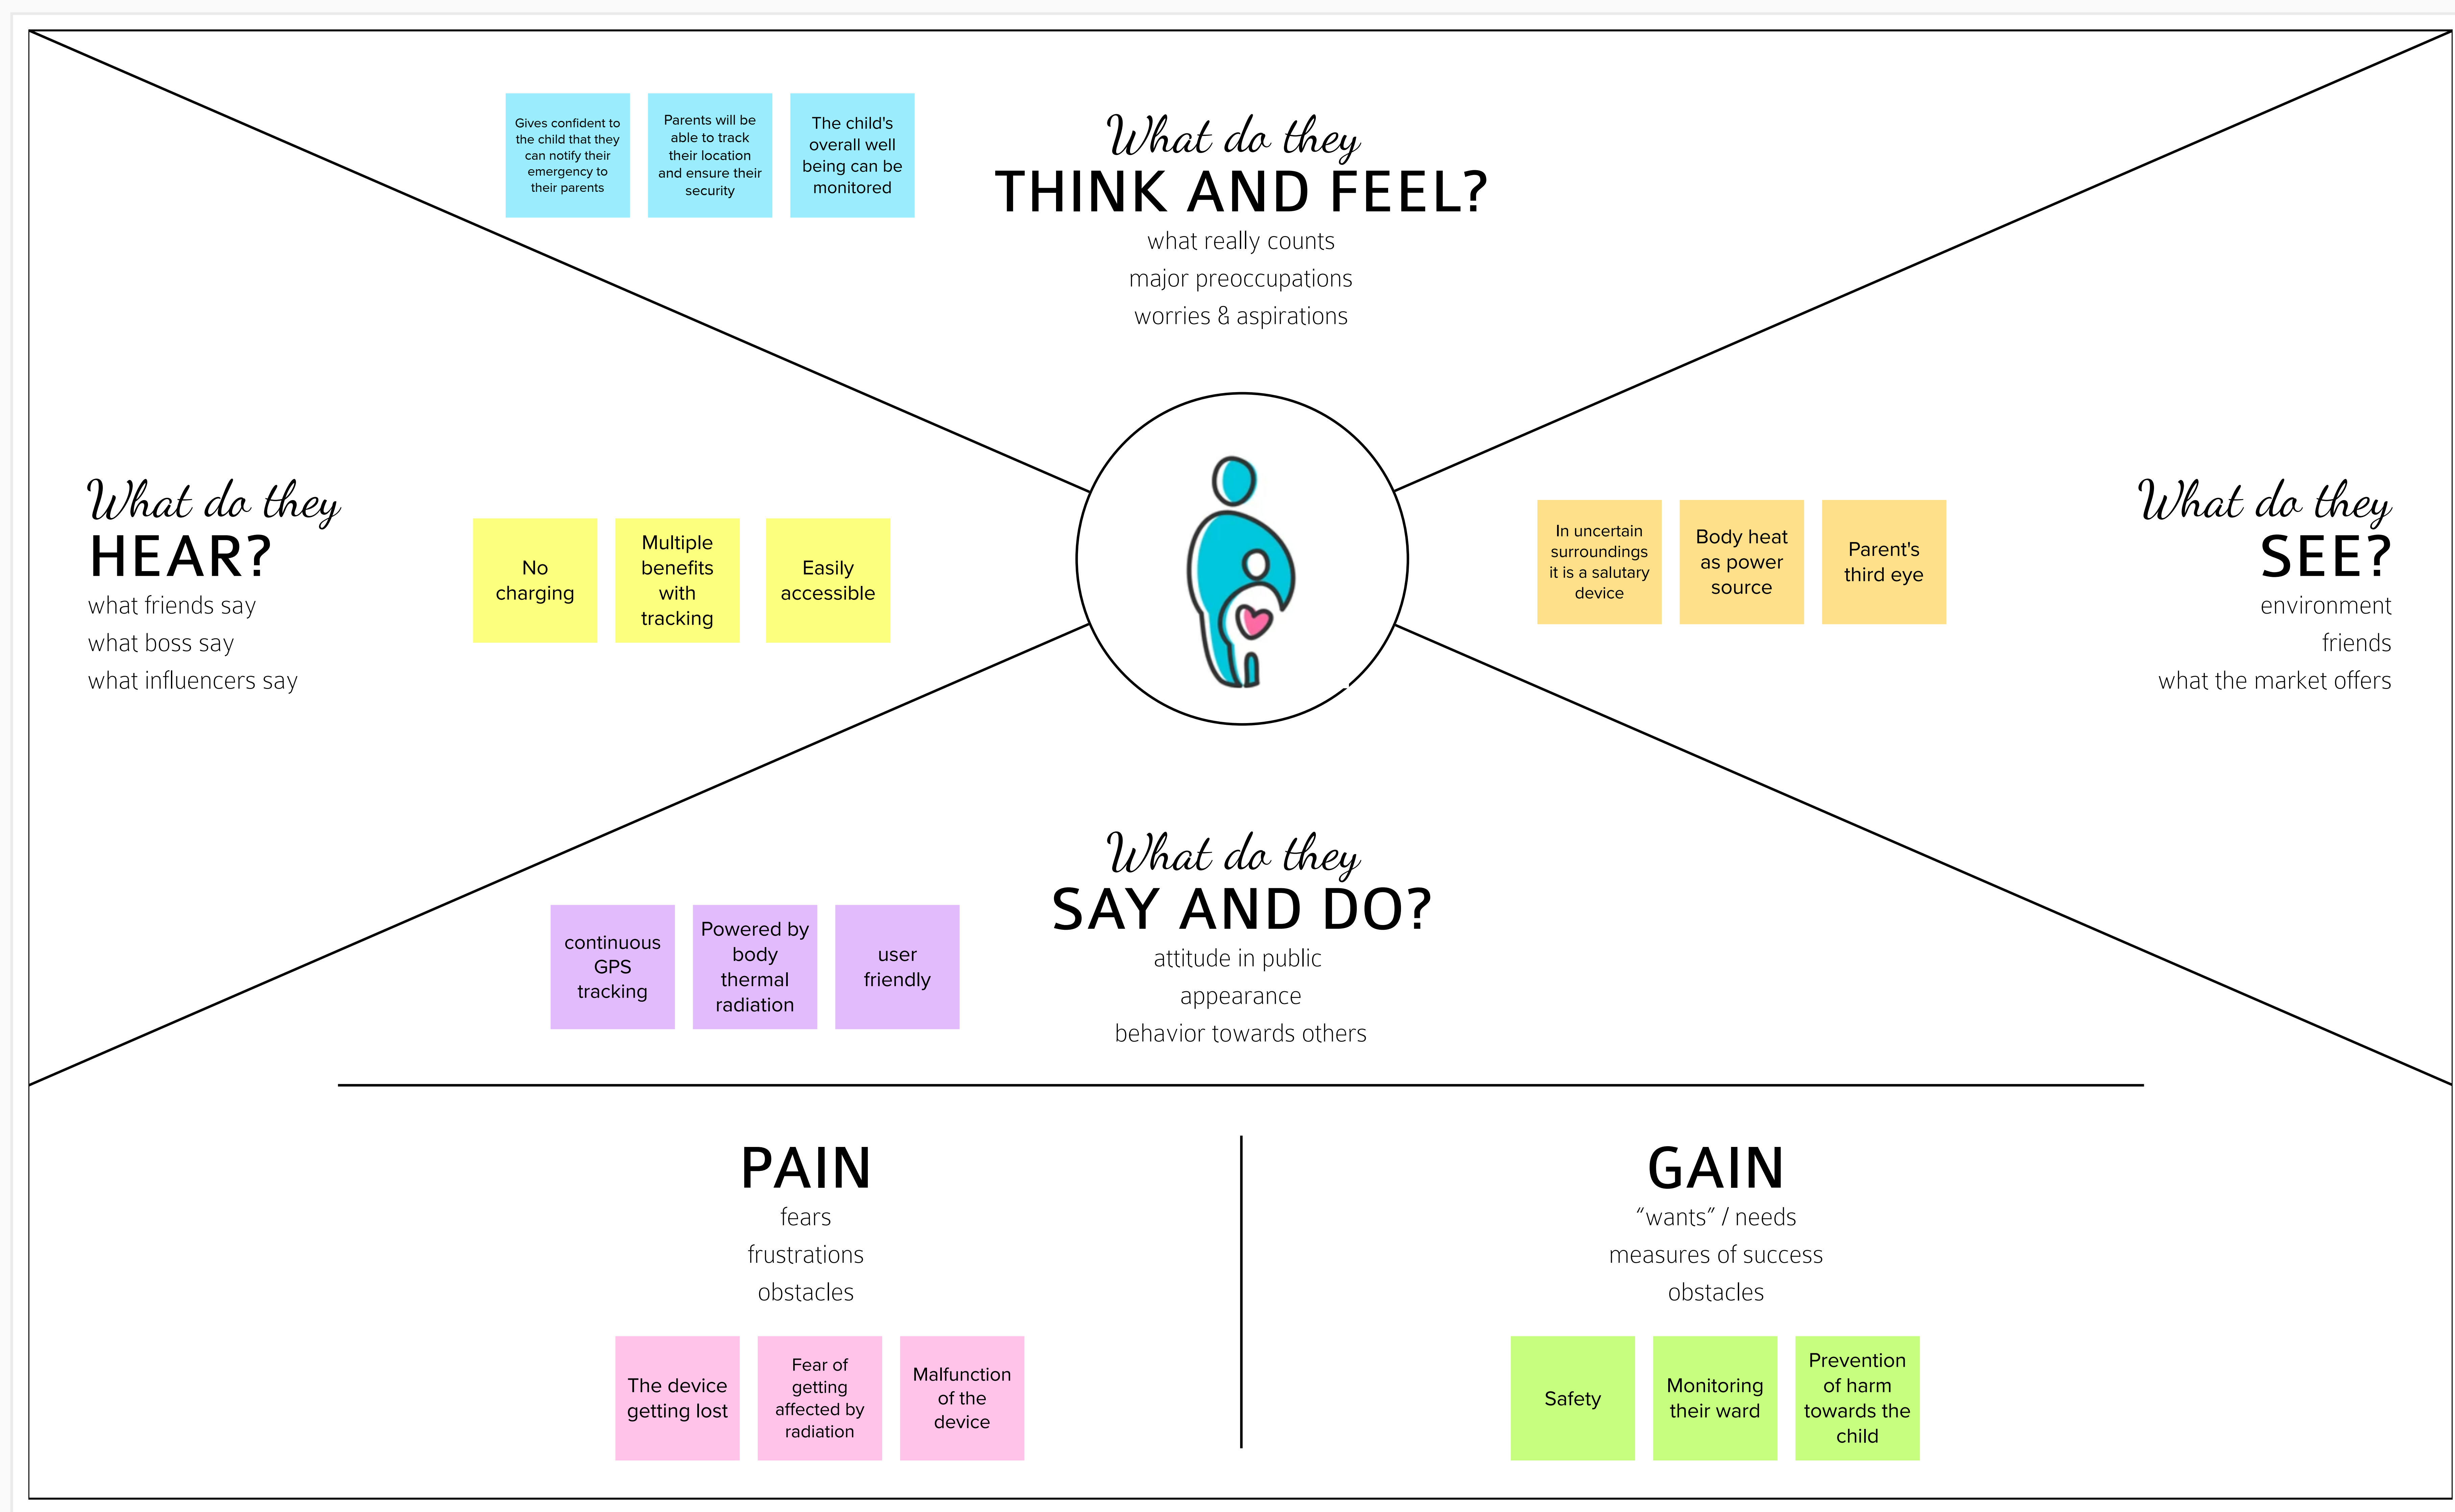 Gives confident to
the child that they
can notify their
emergency to
their parents
Parents will be
able to track
their location
and ensure their
security
The child's
overall well
being can be
monitored
What do they
THINK AND FEEL?
what really counts
major preoccupations
worries & aspirations
What do they
HEAR?
what friends say
what boss say
what influencers say
No
charging
Multiple
benefits
with
tracking
Easily
accessible
In uncertain
surroundings
it is a salutary
device
Body heat
as power
source
Parent's
third eye
What do they
SEE?
environment
friends
what the market offers
What do they
SAY AND DO?
attitude in public
appearance
behavior towards others
continuous
GPS
tracking
Powered by
body
thermal
radiation
user
friendly
PAIN
fears
frustrations
obstacles
The device
getting lost
Fear of
getting
affected by
radiation
Malfunction
of the
device
GAIN
“wants” / needs
measures of success
obstacles
Safety
Monitoring
their ward
Prevention
of harm
towards the
child